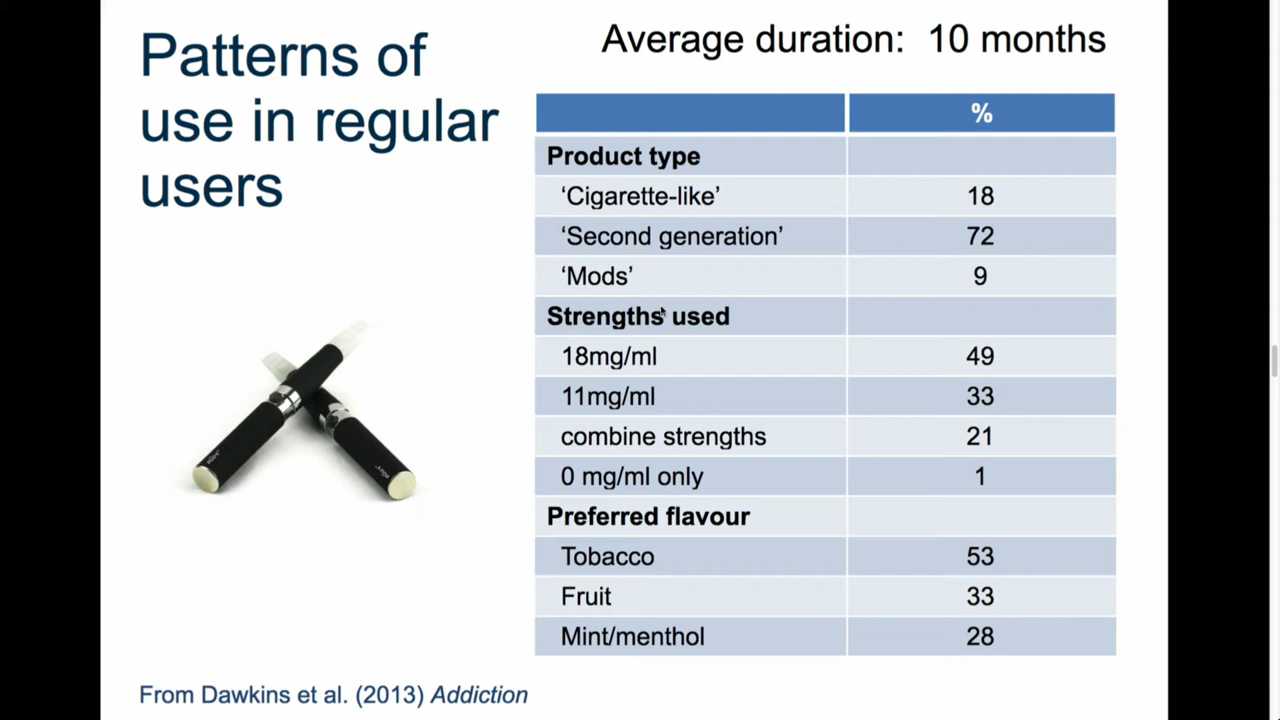 Patterns of
use in regular
users
Average duration: 10 months
%
Product type
‘Cigarette-like’ 18
‘Second generation’ 72
‘Mods’ 9
Strengths used
18mg/ml 49
11mg/ml 33
combine strengths 21
0 mg/ml only 1
Preferred flavour
Tobacco 53
Fruit 33
Mint/menthol 28
From Dawkins et al. (2013) Addiction